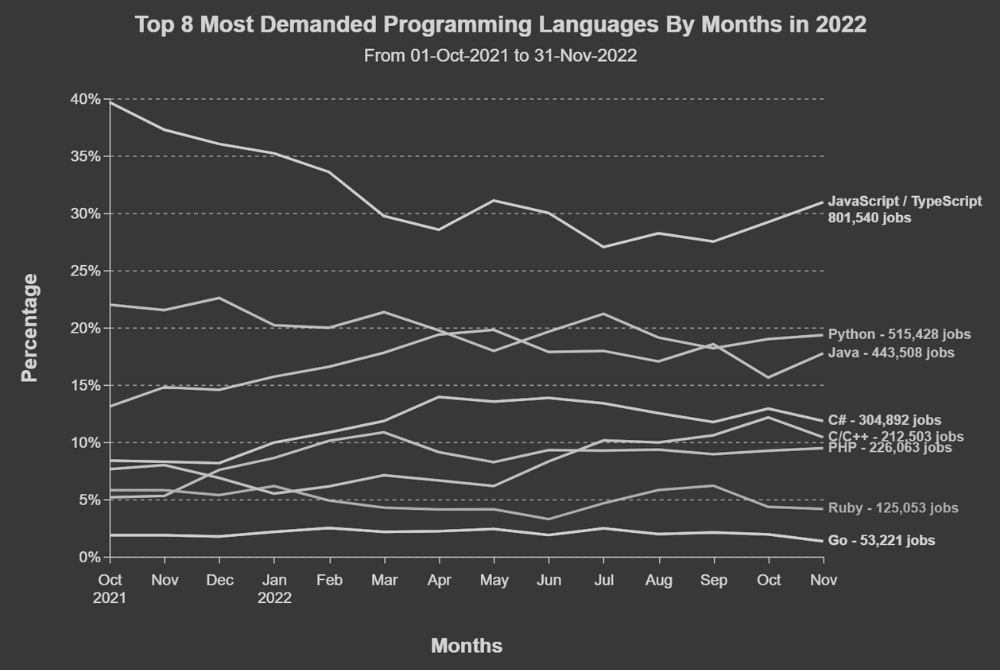 Top 8 Most Demanded Programming Languages By Months in 2022
From 01-Oct-2021 to 31-Nov-2022
Percentage
40%
35%
30%
25%
20%
15%
10%
5%
0%
JavaScript / TypeScript
801,540 jobs
Python - 515,428 jobs
Java - 443,508 jobs
C# - 304,892 jobs
C/C++ - 212,503 jobs
PHP - 226,063 jobs
Ruby - 125,053 jobs
Go - 53,221 jobs
Oct Nov Dec Jan Feb Mar Apr May Jun Jul Aug Sep Oct Nov
2021 2022
Months